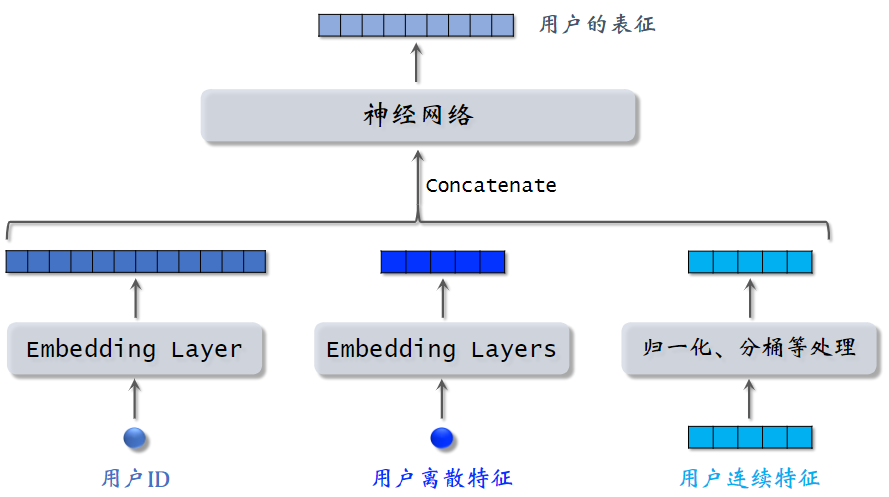 用户的表征
神经网络
Concatenate
Embedding Layer
Embedding Layers
归一化、分桶等处理
用户ID
用户离散特征
用户连续特征